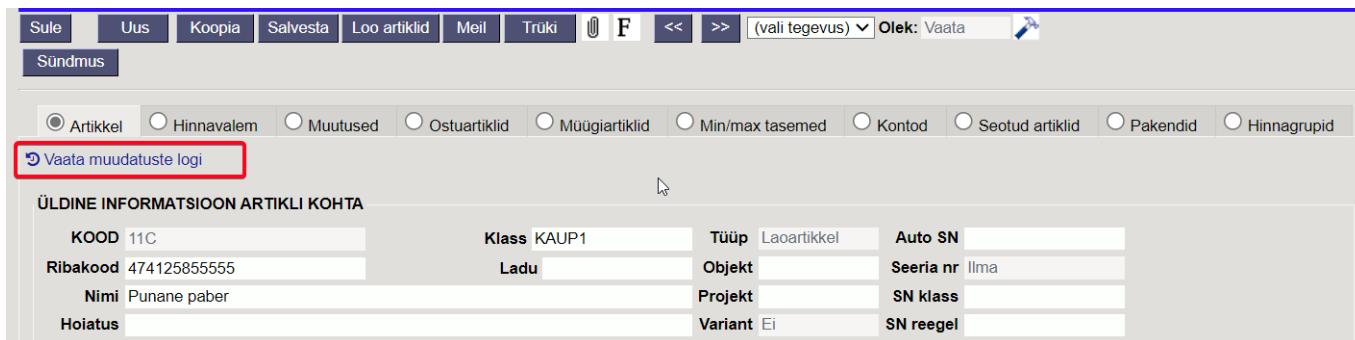 Sule Uus Koopia Salvesta Loo artiklid Meil Trüki F << >> (vali tegevus) Olek: Vaata
Sündmus
Artikkel Hinnavalem Muutused Ostuartiklid Müügiartiklid Min/max tasemed Kontod Seotud artiklid Pakendid Hinnagrupid
Vaata muudatuste logi
ÜLDINE INFORMATSIOON ARTIKLI KOHTA
KOOD 11C Klass KAUP1 Tüüp Laoartikkel Auto SN
Ribakood 474125855555 Ladu Objekt Seeria nr Ilma
Nimi Punane paber Projekt SN klass
Hoiatus Variant Ei SN reegel